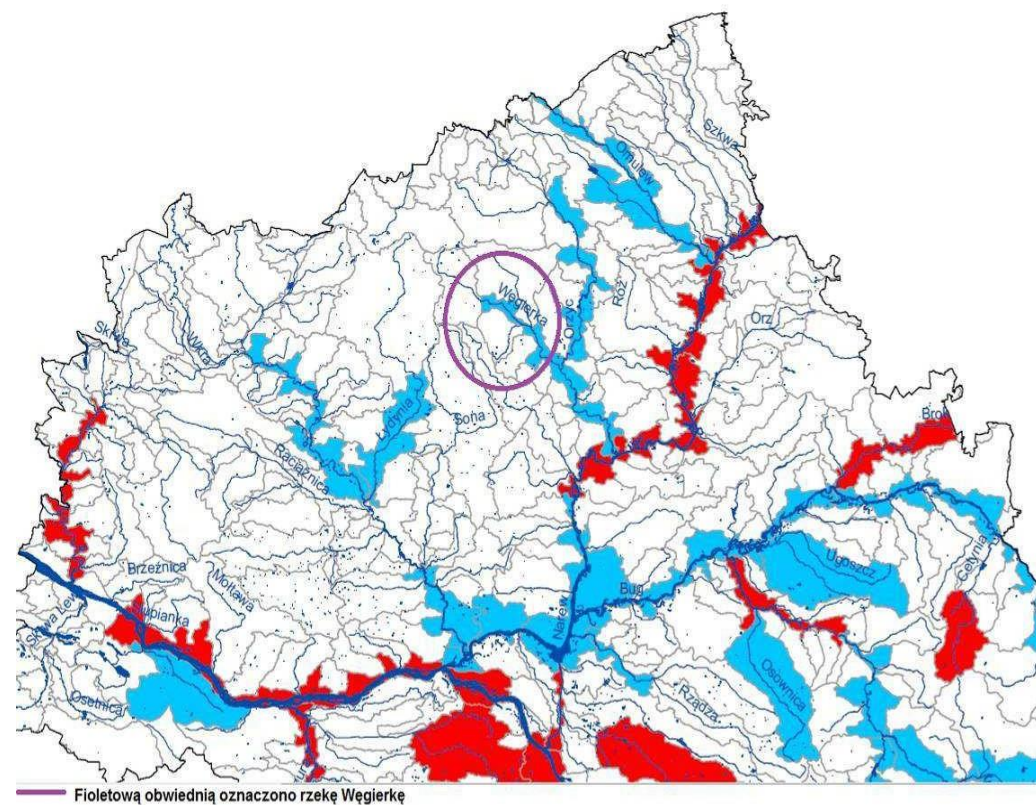 Szkwa
Omulew
Węgierka
Orzyc
Róż
Orz
Skrwa
Wkra
Łydynia
Sona
Raciążnica
Brok
Brzeźnica
Mołtawa
Ugoszcz
Cetynia
Bug
Narew
Skrwa Lewa
Słupianka
Osetnica
Osownica
Rządza
Fioletową obwiednią oznaczono rzekę Węgierkę